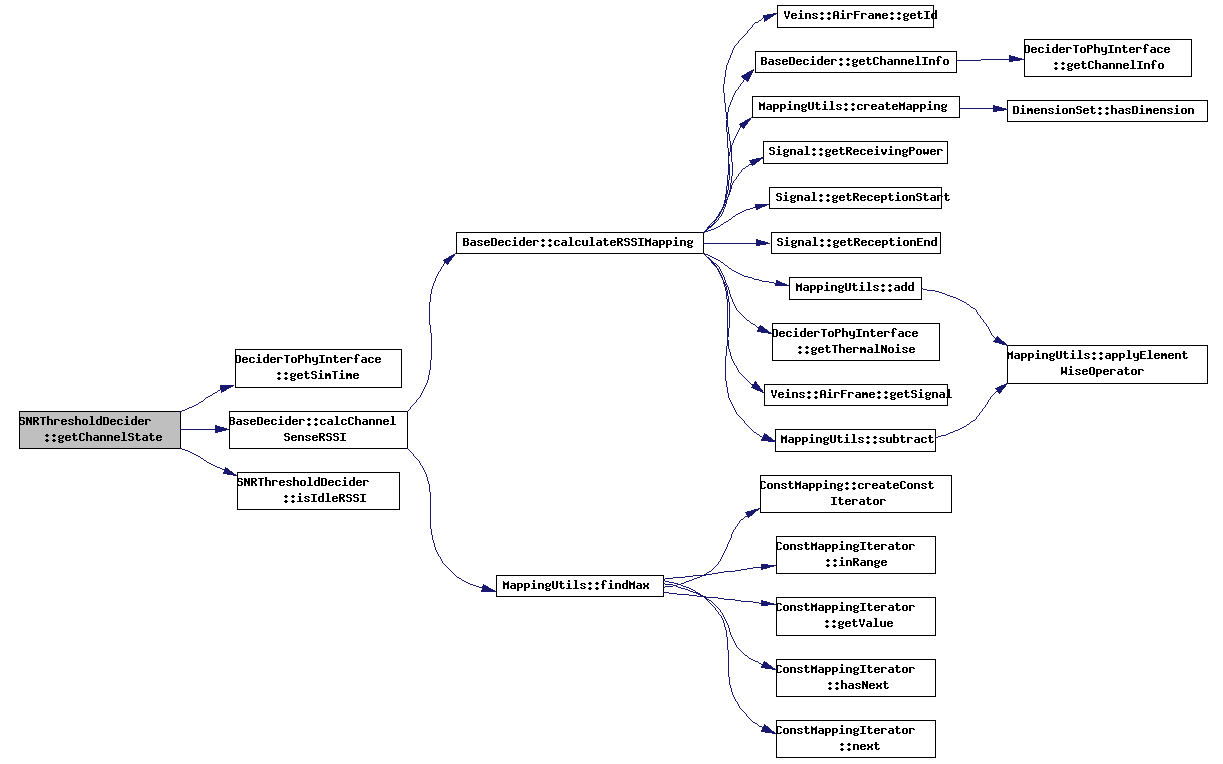 Veins::AirFrame::getId
BaseDecider::getChannelInfo
DeciderToPhyInterface
::getChannelInfo
MappingUtils::createMapping
DimensionSet::hasDimension
Signal::getReceivingPower
Signal::getReceptionStart
BaseDecider::calculateRSSIMapping
Signal::getReceptionEnd
MappingUtils::add
DeciderToPhyInterface
::getThermalNoise
MappingUtils::applyElement
WiseOperator
DeciderToPhyInterface
::getSimTime
Veins::AirFrame::getSignal
SNRThresholdDecider
::getChannelState
BaseDecider::calcChannel
SenseRSSI
MappingUtils::subtract
SNRThresholdDecider
::isIdleRSSI
ConstMapping::createConst
Iterator
ConstMappingIterator
::inRange
MappingUtils::findMax
ConstMappingIterator
::getValue
ConstMappingIterator
::hasNext
ConstMappingIterator
::next